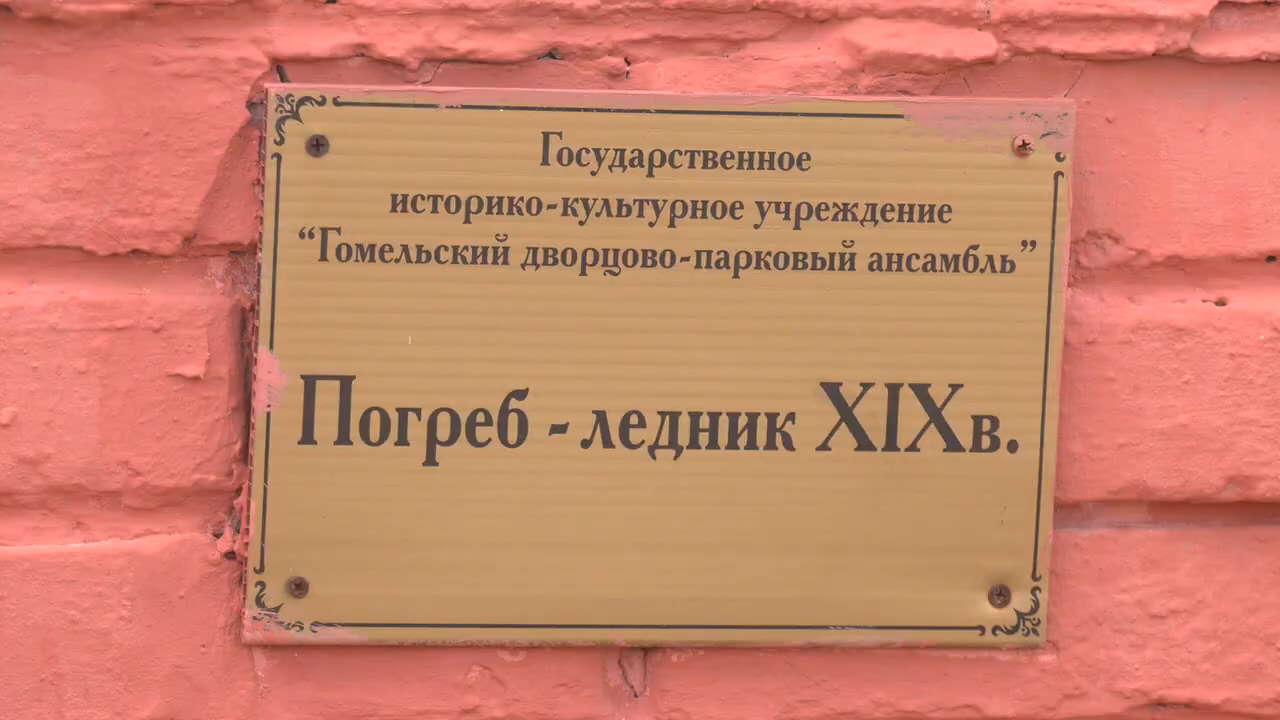 Государственное
историко-культурное учреждение
“Гомельский дворцово-парковый ансамбль”
Погреб - ледник XIXв.